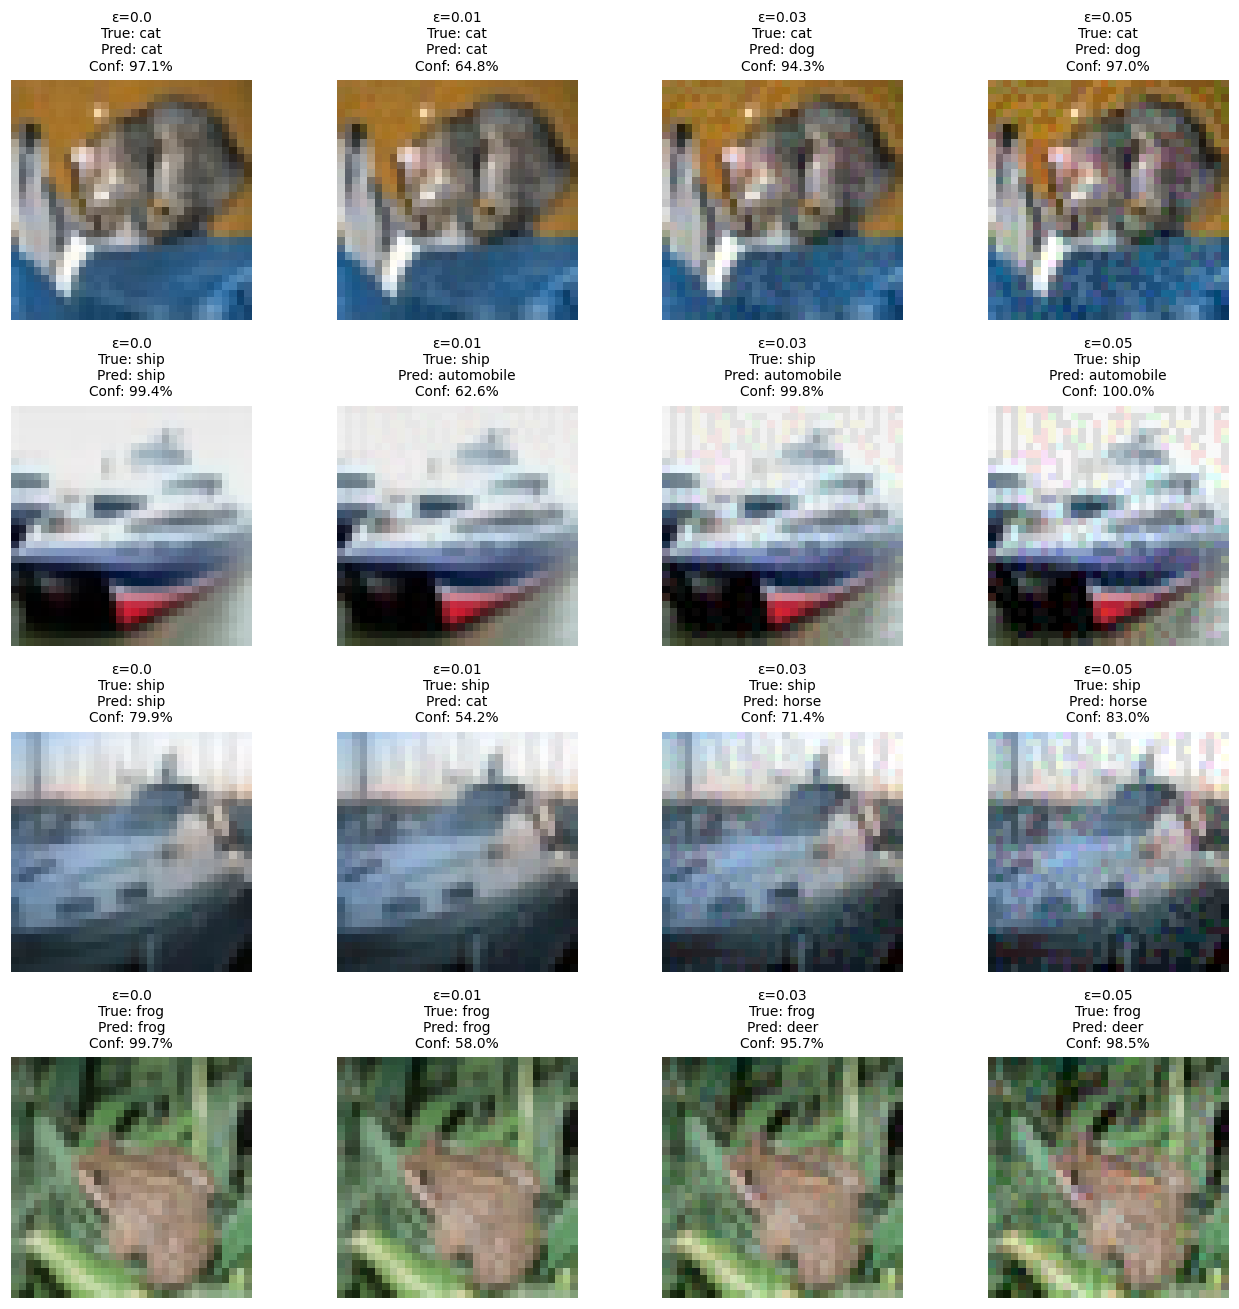 ε=0.0
True: cat
Pred: cat
Conf: 97.1%
ε=0.01
True: cat
Pred: cat
Conf: 64.8%
ε=0.03
True: cat
Pred: dog
Conf: 94.3%
ε=0.05
True: cat
Pred: dog
Conf: 97.0%
ε=0.0
True: ship
Pred: ship
Conf: 99.4%
ε=0.01
True: ship
Pred: automobile
Conf: 62.6%
ε=0.03
True: ship
Pred: automobile
Conf: 99.8%
ε=0.05
True: ship
Pred: automobile
Conf: 100.0%
ε=0.0
True: ship
Pred: ship
Conf: 79.9%
ε=0.01
True: ship
Pred: cat
Conf: 54.2%
ε=0.03
True: ship
Pred: horse
Conf: 71.4%
ε=0.05
True: ship
Pred: horse
Conf: 83.0%
ε=0.0
True: frog
Pred: frog
Conf: 99.7%
ε=0.01
True: frog
Pred: frog
Conf: 58.0%
ε=0.03
True: frog
Pred: deer
Conf: 95.7%
ε=0.05
True: frog
Pred: deer
Conf: 98.5%